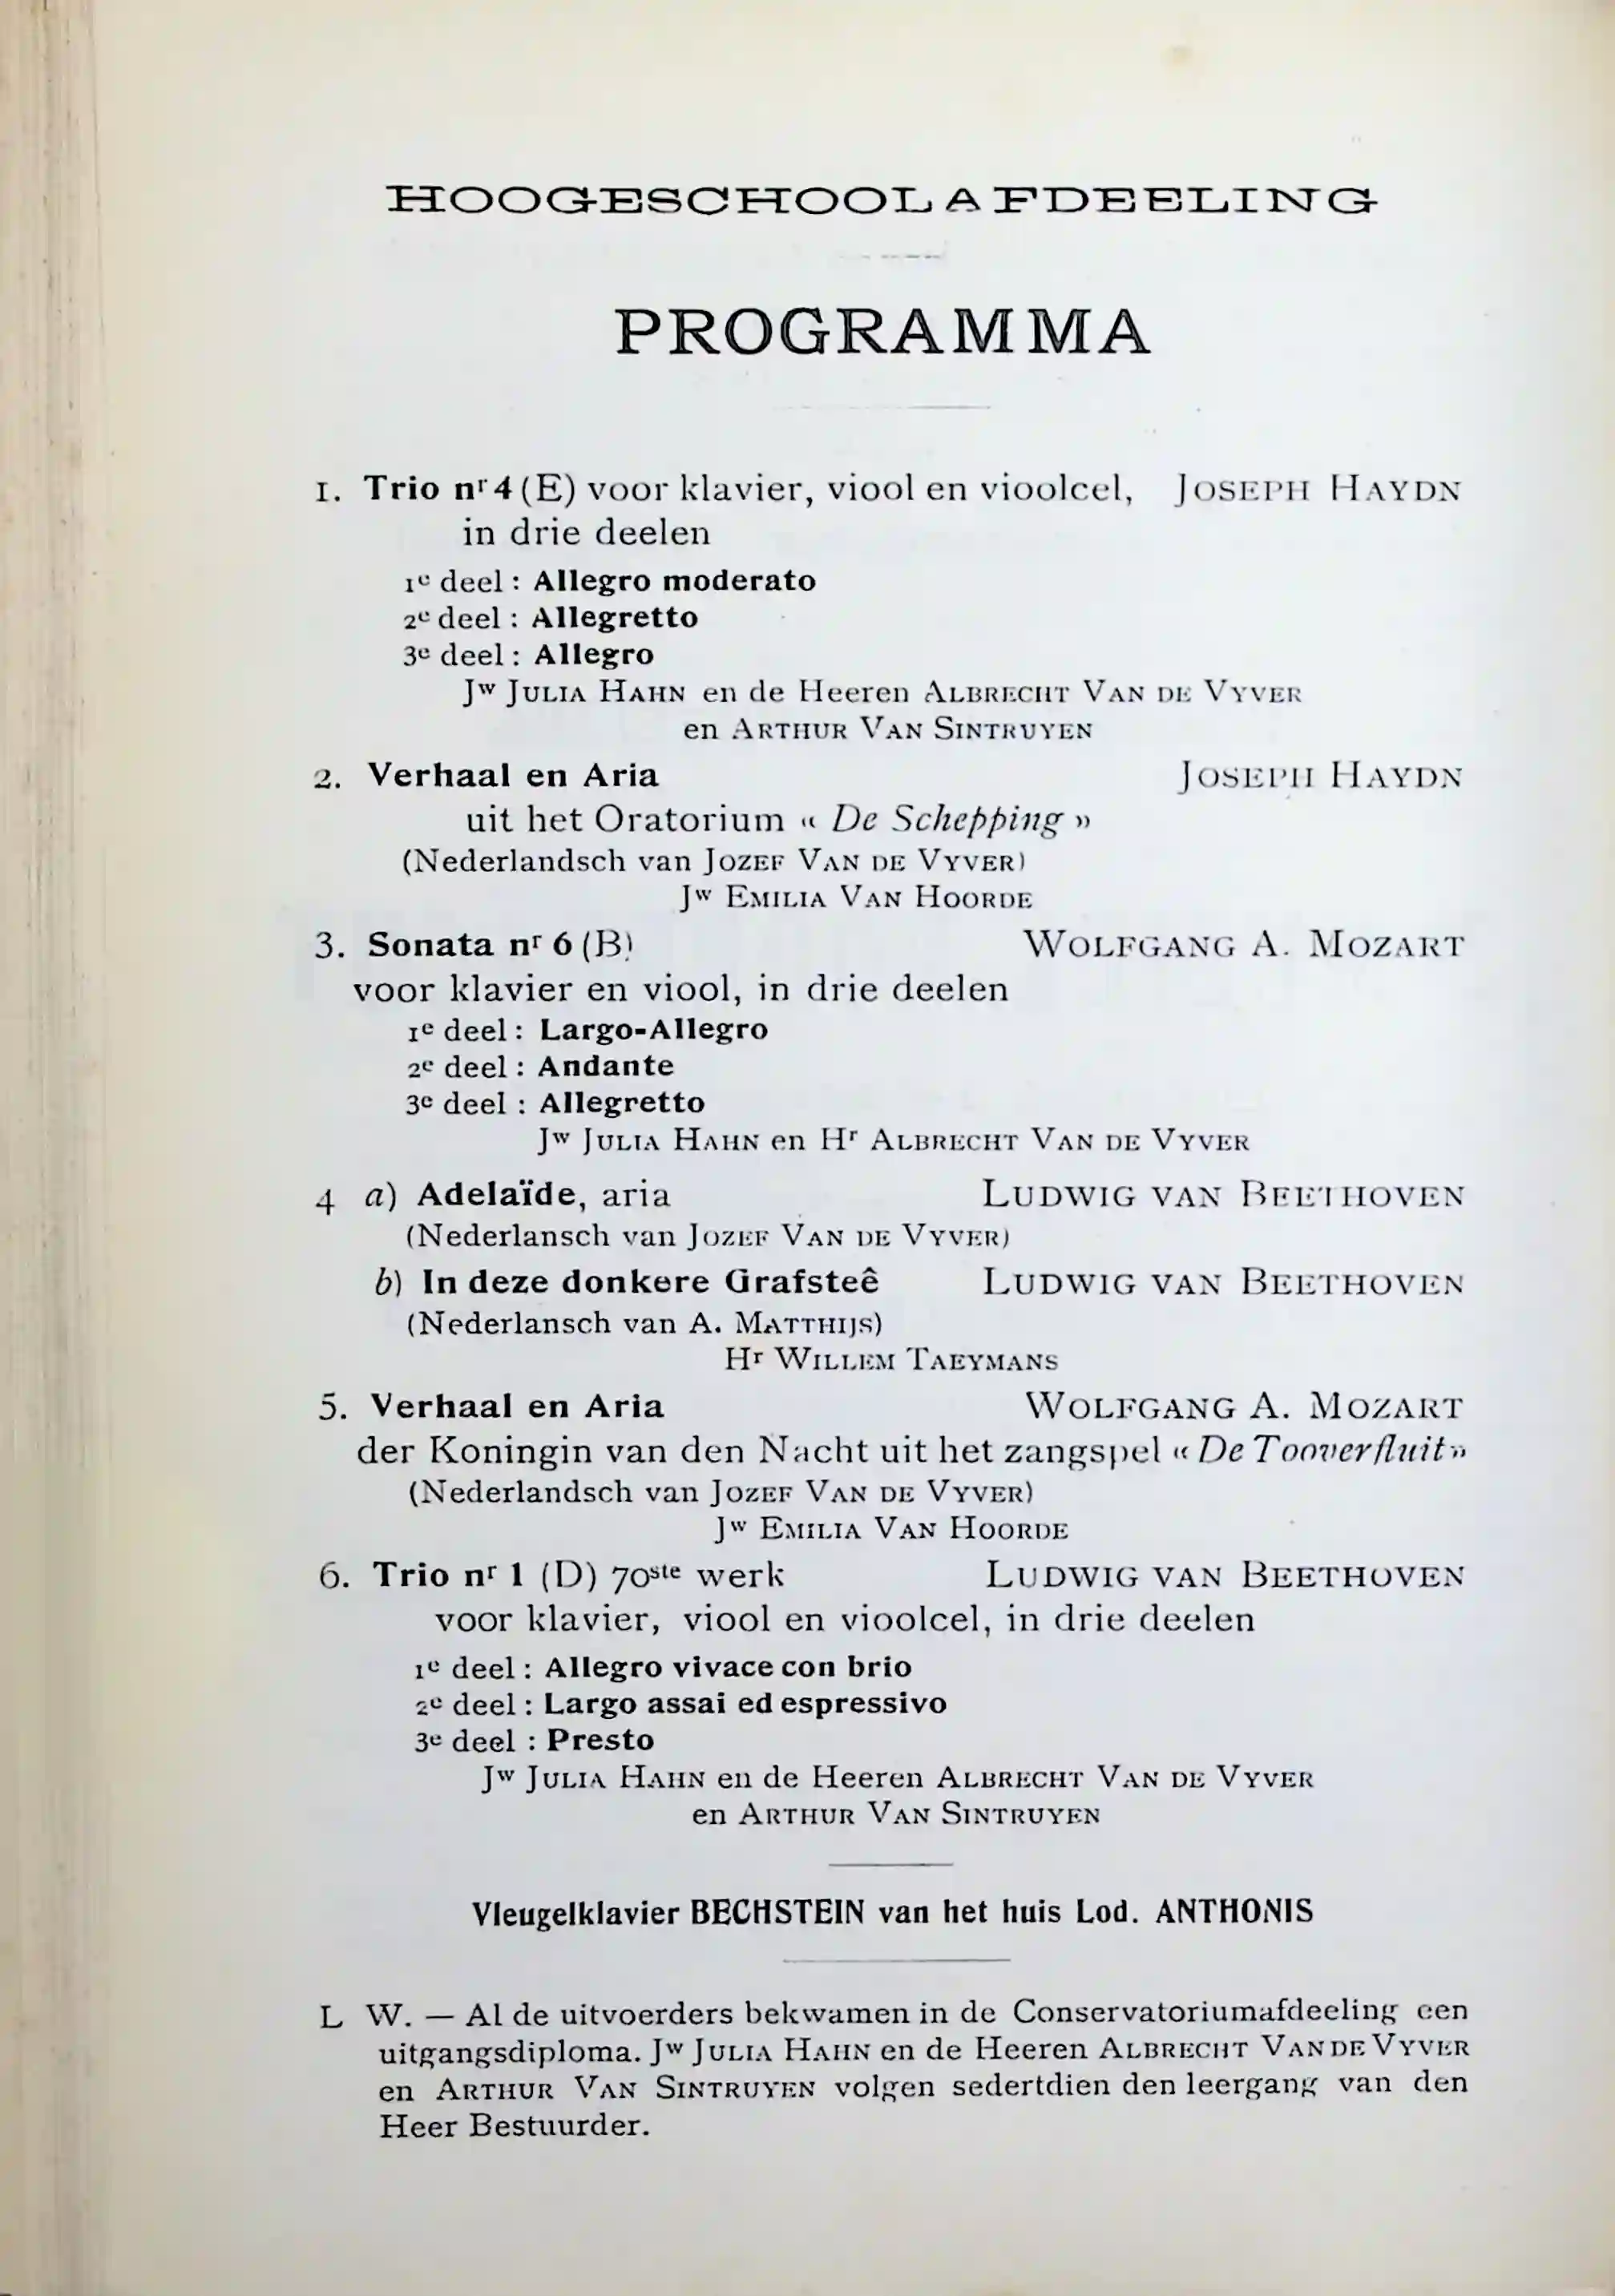 HOOGESCHOOLAFDEELING
PROGRAMMA
1. Trio nr 4 (E) voor klavier, viool en vioolcel, JOSEPH HAYDN
in drie deelen
1e deel : Allegro moderato
2e deel : Allegretto
3e deel : Allegro
Jw JULIA HAHN en de Heeren ALBRECHT VAN DE VYVER
en ARTHUR VAN SINTRUYEN
2. Verhaal en Aria JOSEPH HAYDN
uit het Oratorium « De Schepping »
(Nederlandsch van JOZEF VAN DE VYVER)
Jw EMILIA VAN HOORDE
3. Sonata nr 6 (B) WOLFGANG A. MOZART
voor klavier en viool, in drie deelen
1e deel : Largo-Allegro
2e deel : Andante
3e deel : Allegretto
Jw JULIA HAHN en Hr ALBRECHT VAN DE VYVER
4 a) Adelaïde, aria LUDWIG VAN BEETHOVEN
(Nederlansch van JOZEF VAN DE VYVER)
b) In deze donkere Grafsteê LUDWIG VAN BEETHOVEN
(Nederlansch van A. MATTHIJS)
Hr WILLEM TAEYMANS
5. Verhaal en Aria WOLFGANG A. MOZART
der Koningin van den Nacht uit het zangspel « De Tooverfluit »
(Nederlandsch van JOZEF VAN DE VYVER)
Jw EMILIA VAN HOORDE
6. Trio nr 1 (D) 70ste werk LUDWIG VAN BEETHOVEN
voor klavier, viool en vioolcel, in drie deelen
1e deel : Allegro vivace con brio
2e deel : Largo assai ed espressivo
3e deel : Presto
Jw JULIA HAHN en de Heeren ALBRECHT VAN DE VYVER
en ARTHUR VAN SINTRUYEN
Vleugelklavier BECHSTEIN van het huis Lod. ANTHONIS
L W. — Al de uitvoerders bekwamen in de Conservatoriumafdeeling een
uitgangsdiploma. Jw JULIA HAHN en de Heeren ALBRECHT VAN DE VYVER
en ARTHUR VAN SINTRUYEN volgen sedertdien den leergang van den
Heer Bestuurder.